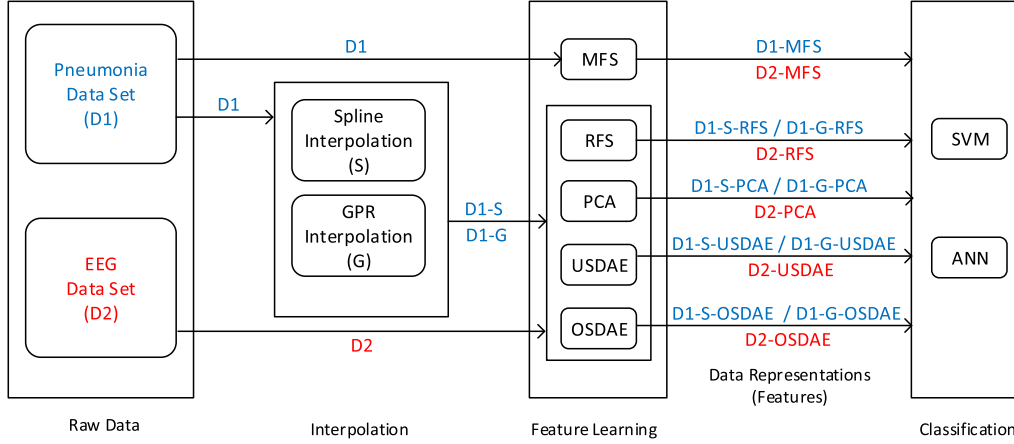 Pneumonia
Data Set
(D1)
EEG
Data Set
(D2)
Raw Data
D1
D1
D2
Spline
Interpolation
(S)
GPR
Interpolation
(G)
Interpolation
D1-S
D1-G
MFS
RFS
PCA
USDAE
OSDAE
Feature Learning
D1-MFS
D2-MFS
D1-S-RFS / D1-G-RFS
D2-RFS
D1-S-PCA / D1-G-PCA
D2-PCA
D1-S-USDAE / D1-G-USDAE
D2-USDAE
D1-S-OSDAE / D1-G-OSDAE
D2-OSDAE
Data Representations
(Features)
SVM
ANN
Classification